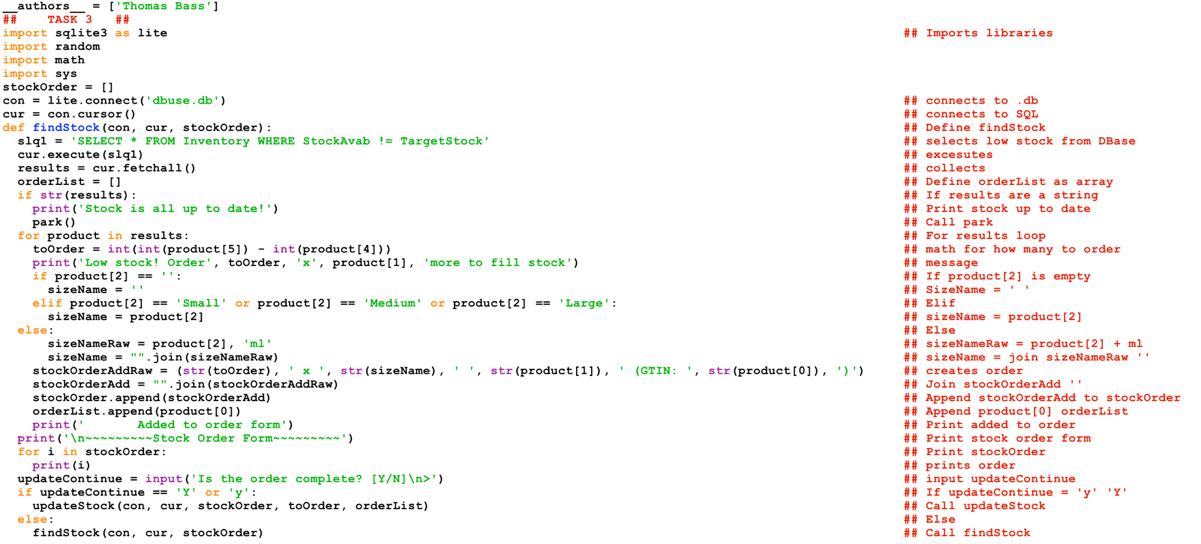 __authors__ = ['Thomas Bass']
##    TASK 3   ##
import sqlite3 as lite ## Imports libraries
import random
import math
import sys
stockOrder = []
con = lite.connect('dbuse.db') ## connects to .db
cur = con.cursor() ## connects to SQL
def findStock(con, cur, stockOrder): ## Define findStock
  slq1 = 'SELECT * FROM Inventory WHERE StockAvab != TargetStock' ## selects low stock from DBase
  cur.execute(slq1) ## excesutes
  results = cur.fetchall() ## collects
  orderList = [] ## Define orderList as array
  if str(results): ## If results are a string
    print('Stock is all up to date!') ## Print stock up to date
    park() ## Call park
  for product in results: ## For results loop
    toOrder = int(int(product[5]) - int(product[4])) ## math for how many to order
    print('Low stock! Order', toOrder, 'x', product[1], 'more to fill stock') ## message
    if product[2] == '': ## If product[2] is empty
      sizeName = '' ## SizeName = ' '
    elif product[2] == 'Small' or product[2] == 'Medium' or product[2] == 'Large': ## Elif
      sizeName = product[2] ## sizeName = product[2]
  else: ## Else
      sizeNameRaw = product[2], 'ml' ## sizeNameRaw = product[2] + ml
      sizeName = "".join(sizeNameRaw) ## sizeName = join sizeNameRaw ''
    stockOrderAddRaw = (str(toOrder), ' x ', str(sizeName), ' ', str(product[1]), ' (GTIN: ', str(product[0]), ')') ## creates order
    stockOrderAdd = "".join(stockOrderAddRaw) ## Join stockOrderAdd ''
    stockOrder.append(stockOrderAdd) ## Append stockOrderAdd to stockOrder
    orderList.append(product[0]) ## Append product[0] orderList
    print('       Added to order form') ## Print added to order
  print('\n~~~~~~~~~Stock Order Form~~~~~~~~~') ## Print stock order form
  for i in stockOrder: ## Print stockOrder
    print(i) ## prints order
  updateContinue = input('Is the order complete? [Y/N]\n>') ## input updateContinue
  if updateContinue == 'Y' or 'y': ## If updateContinue = 'y' 'Y'
    updateStock(con, cur, stockOrder, toOrder, orderList) ## Call updateStock
  else: ## Else
    findStock(con, cur, stockOrder) ## Call findStock